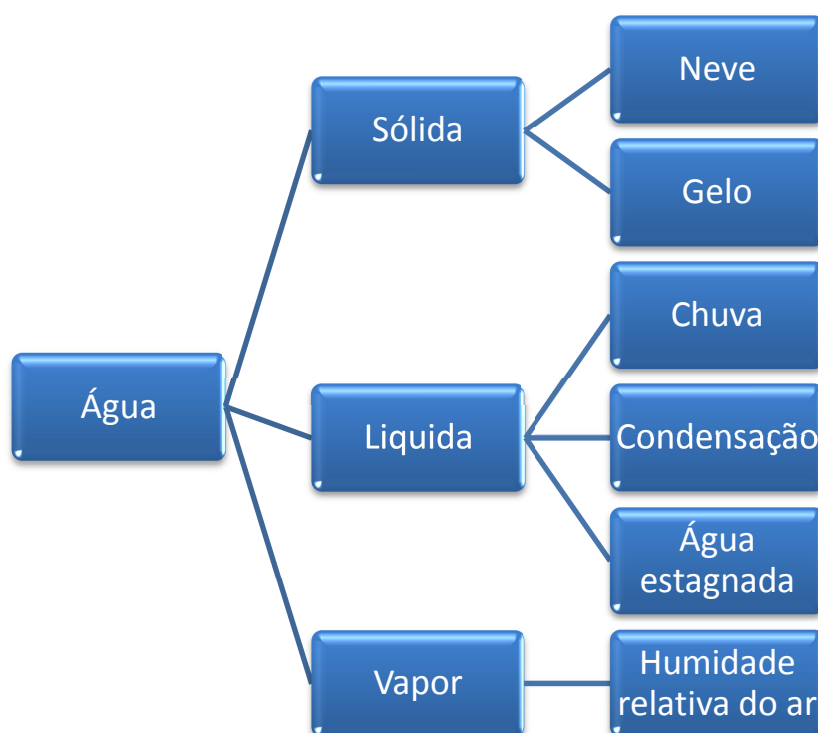 Neve
Sólida
Gelo
Chuva
Água
Liquida
Condensação
Água
estagnada
Vapor
Humidade
relativa do ar